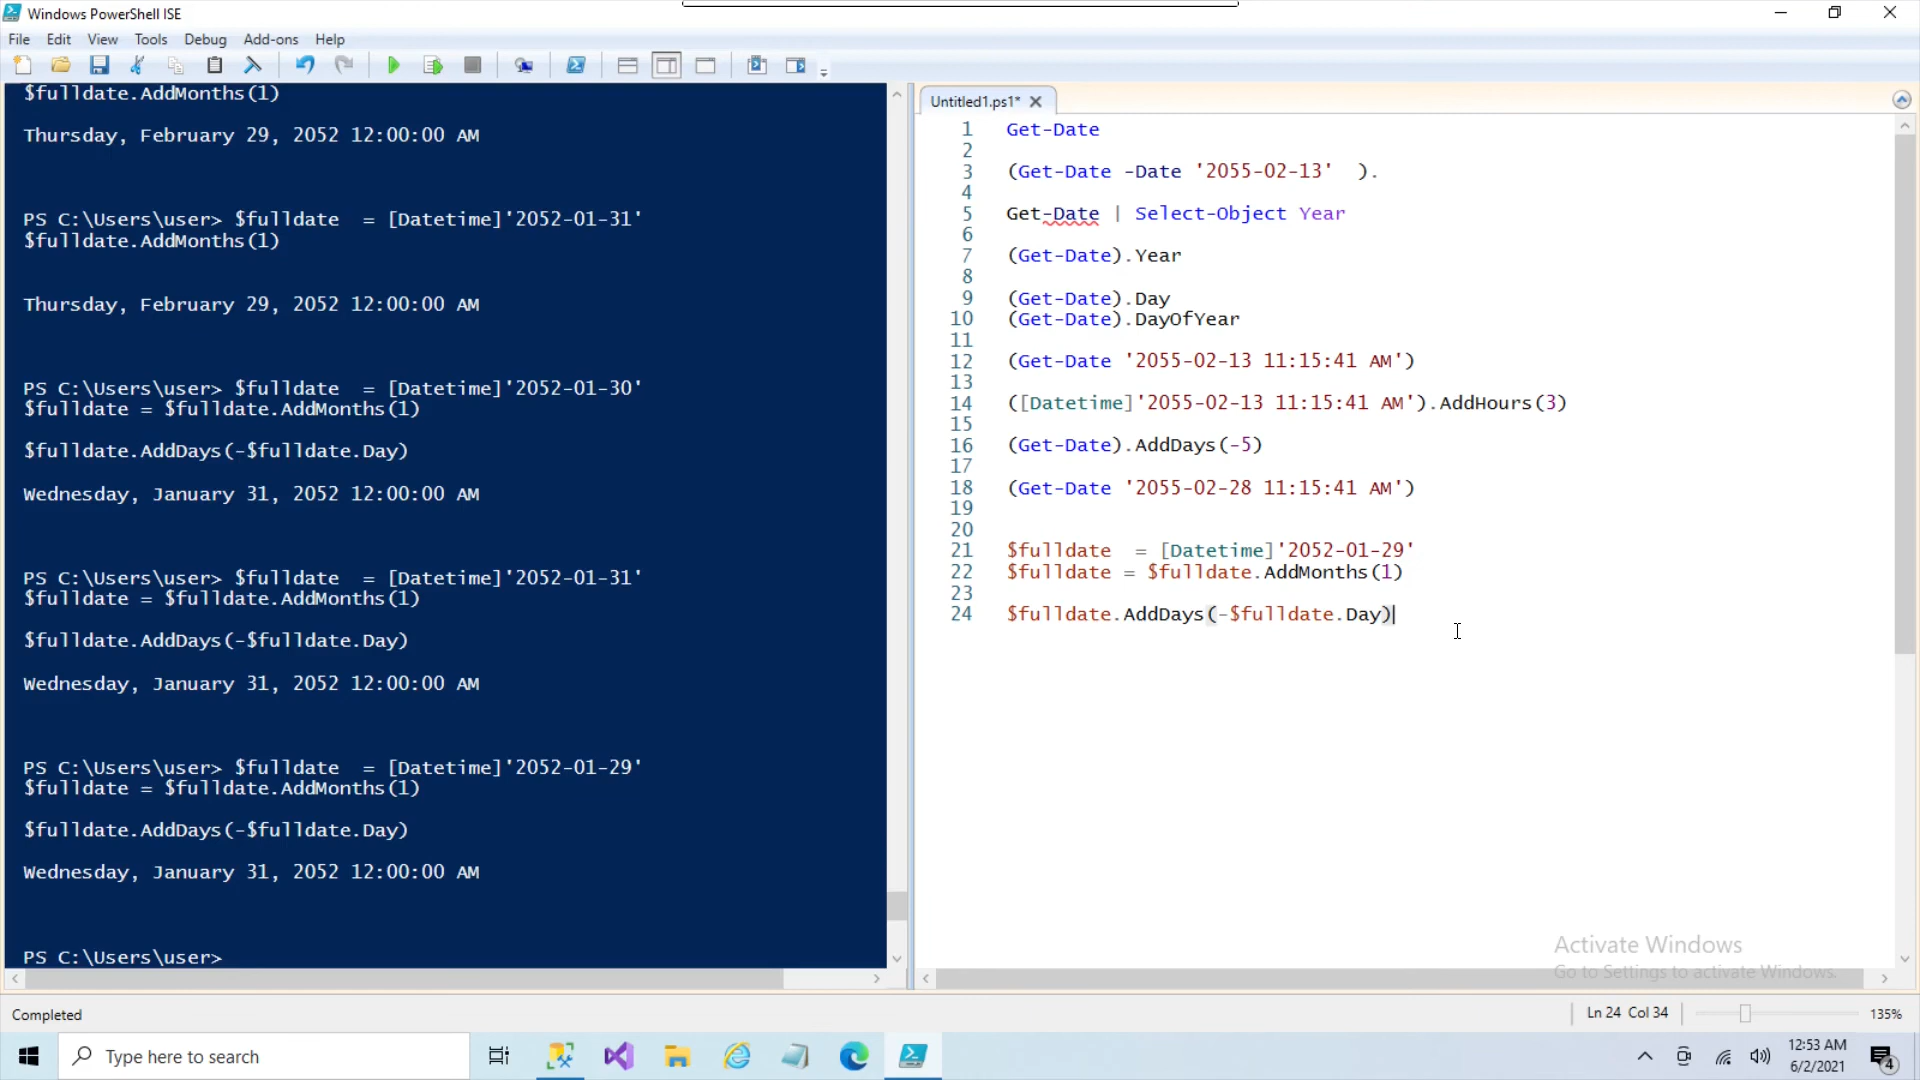 Windows PowerShell ISE
File Edit View Tools Debug Add-ons Help
$fulldate.AddMonths(1)
Thursday, February 29, 2052 12:00:00 AM
PS C:\Users\user> $fulldate  = [Datetime]'2052-01-31'
$fulldate.AddMonths(1)
Thursday, February 29, 2052 12:00:00 AM
PS C:\Users\user> $fulldate  = [Datetime]'2052-01-30'
$fulldate = $fulldate.AddMonths(1)
$fulldate.AddDays(-$fulldate.Day)
Wednesday, January 31, 2052 12:00:00 AM
PS C:\Users\user> $fulldate  = [Datetime]'2052-01-31'
$fulldate = $fulldate.AddMonths(1)
$fulldate.AddDays(-$fulldate.Day)
Wednesday, January 31, 2052 12:00:00 AM
PS C:\Users\user> $fulldate  = [Datetime]'2052-01-29'
$fulldate = $fulldate.AddMonths(1)
$fulldate.AddDays(-$fulldate.Day)
Wednesday, January 31, 2052 12:00:00 AM
PS C:\Users\user>
Untitled1.ps1*
1 Get-Date
2
3 (Get-Date -Date '2055-02-13'  ).
4
5 Get-Date | Select-Object Year
6
7 (Get-Date).Year
8
9 (Get-Date).Day
10 (Get-Date).DayOfYear
11
12 (Get-Date '2055-02-13 11:15:41 AM')
13
14 ([Datetime]'2055-02-13 11:15:41 AM').AddHours(3)
15
16 (Get-Date).AddDays(-5)
17
18 (Get-Date '2055-02-28 11:15:41 AM')
19
20
21 $fulldate  = [Datetime]'2052-01-29'
22 $fulldate = $fulldate.AddMonths(1)
23
24 $fulldate.AddDays(-$fulldate.Day)
Activate Windows
Go to Settings to activate Windows.
Completed
Ln 24 Col 34
135%
Type here to search
12:53 AM
6/2/2021
4